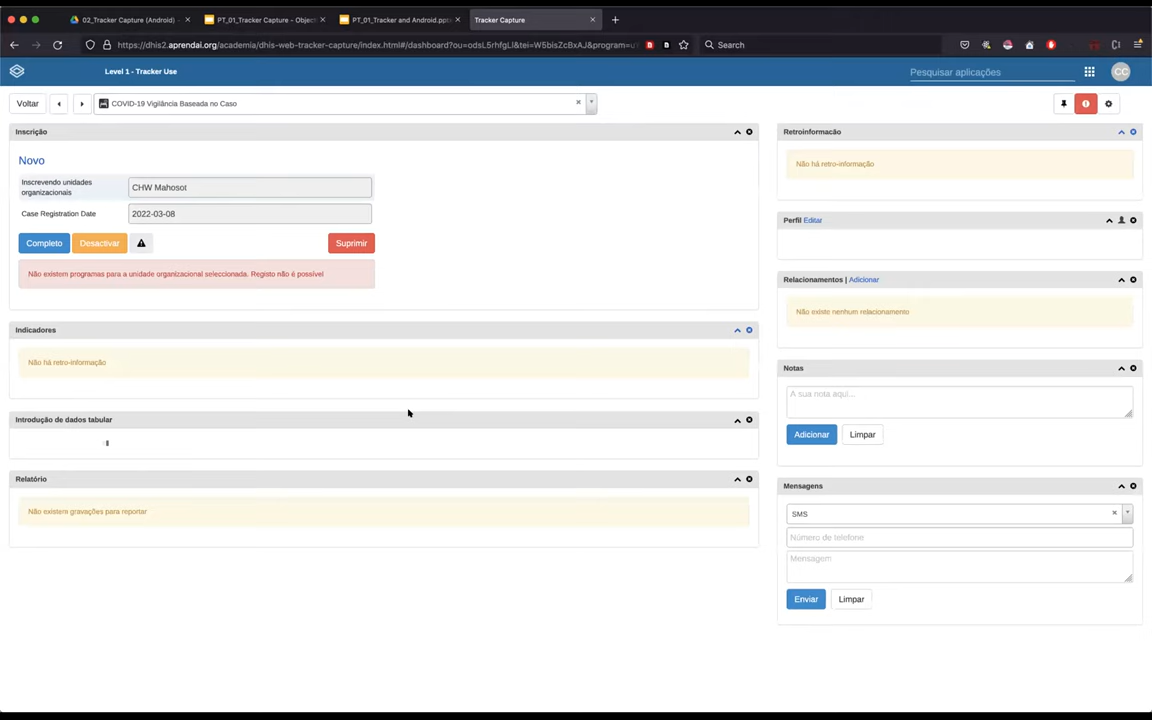 02_Tracker Capture (Android) -
PT_01_Tracker Capture - Object
PT_01_Tracker and Android.pptx
Tracker Capture
https://dhis2.aprendai.org/academia/dhis-web-tracker-capture/index.html#/dashboard?ou=odsL5rhfgLI&tei=W5bisZcBxAJ&program=u
Search
Level 1 - Tracker Use
Pesquisar aplicações
CC
Voltar
COVID-19 Vigilância Baseada no Caso
Inscrição
Novo
Inscrevendo unidades
organizacionais
CHW Mahosot
Case Registration Date
2022-03-08
Completo
Desactivar
Suprimir
Não existem programas para a unidade organizacional seleccionada. Registo não é possível
Indicadores
Não há retro-informação
Introdução de dados tabular
Relatório
Não existem gravações para reportar
Retroinformacão
Não há retro-informação
Perfil Editar
Relacionamentos | Adicionar
Não existe nenhum relacionamento
Notas
A sua nota aqui...
Adicionar
Limpar
Mensagens
SMS
Número de telefone
Mensagem
Enviar
Limpar